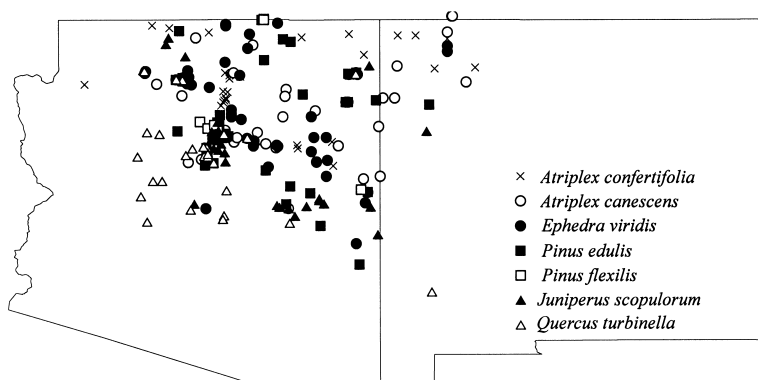 Atriplex confertifolia
Atriplex canescens
Ephedra viridis
Pinus edulis
Pinus flexilis
Juniperus scopulorum
Quercus turbinella